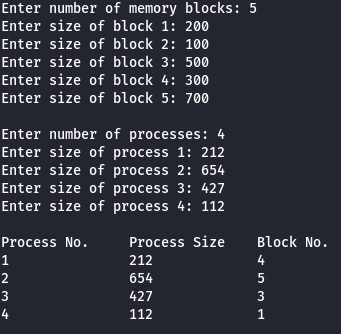 Enter number of memory blocks: 5
Enter size of block 1: 200
Enter size of block 2: 100
Enter size of block 3: 500
Enter size of block 4: 300
Enter size of block 5: 700

Enter number of processes: 4
Enter size of process 1: 212
Enter size of process 2: 654
Enter size of process 3: 427
Enter size of process 4: 112

Process No.     Process Size    Block No.
1               212             4
2               654             5
3               427             3
4               112             1